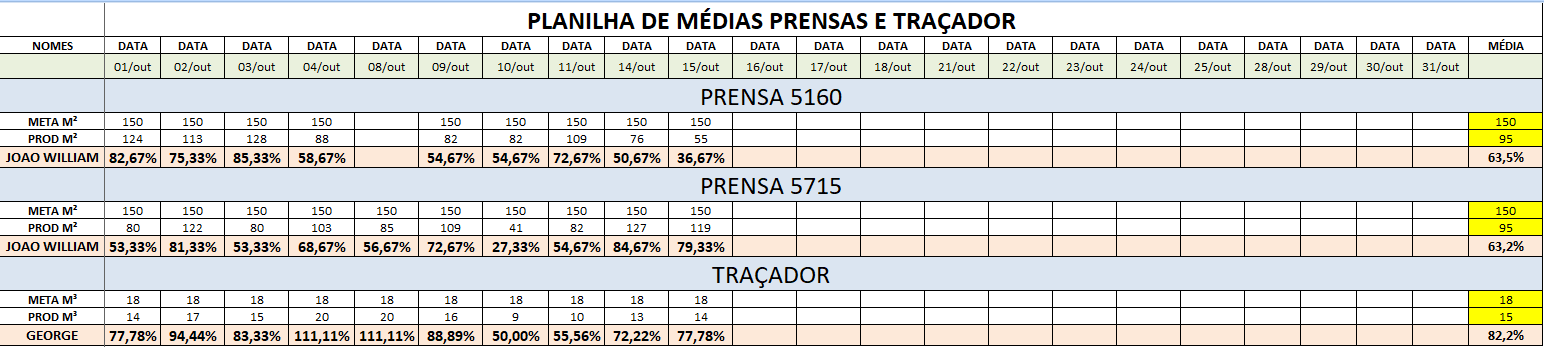 PLANILHA DE MÉDIAS PRENSAS E TRAÇADOR
NOMES DATA DATA DATA DATA DATA DATA DATA DATA DATA DATA DATA DATA DATA DATA DATA DATA DATA DATA DATA DATA DATA DATA MÉDIA
01/out 02/out 03/out 04/out 08/out 09/out 10/out 11/out 14/out 15/out 16/out 17/out 18/out 21/out 22/out 23/out 24/out 25/out 28/out 29/out 30/out 31/out
PRENSA 5160
META M² 150 150 150 150 150 150 150 150 150 150
PROD M² 124 113 128 88 82 82 109 76 55 95
JOAO WILLIAM 82,67% 75,33% 85,33% 58,67% 54,67% 54,67% 72,67% 50,67% 36,67% 63,5%
PRENSA 5715
META M² 150 150 150 150 150 150 150 150 150 150 150
PROD M² 80 122 80 103 85 109 41 82 127 119 95
JOAO WILLIAM 53,33% 81,33% 53,33% 68,67% 56,67% 72,67% 27,33% 54,67% 84,67% 79,33% 63,2%
TRAÇADOR
META M³ 18 18 18 18 18 18 18 18 18 18 18
PROD M³ 14 17 15 20 20 16 9 10 13 14 15
GEORGE 77,78% 94,44% 83,33% 111,11% 111,11% 88,89% 50,00% 55,56% 72,22% 77,78% 82,2%